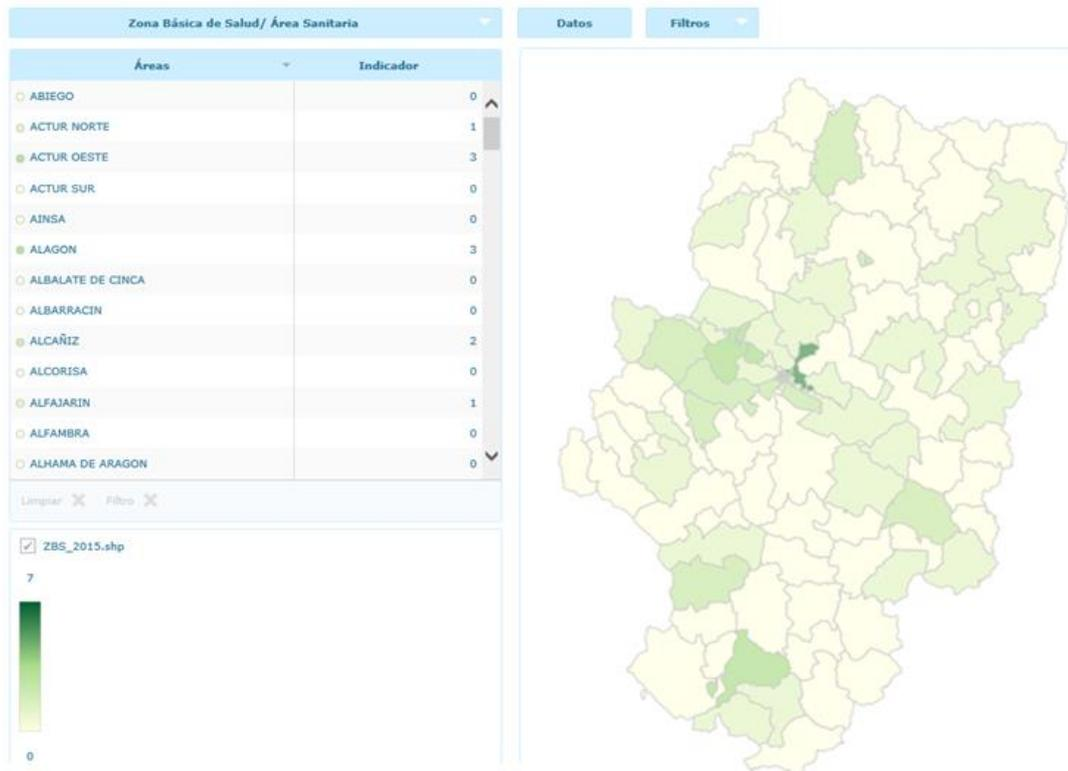 Zona Básica de Salud/ Área Sanitaria
Datos
Filtros
Áreas Indicador
ABIEGO 0
ACTUR NORTE 1
ACTUR OESTE 3
ACTUR SUR 0
AINSA 0
ALAGON 3
ALBALATE DE CINCA 0
ALBARRACIN 0
ALCAÑIZ 2
ALCORISA 0
ALFAJARIN 1
ALFAMBRA 0
ALHAMA DE ARAGON 0
Limpiar Filtro
ZBS_2015.shp
7
0